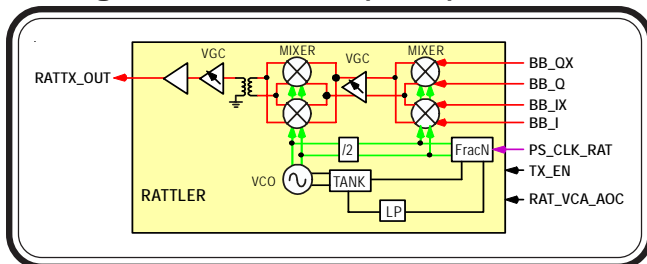 MIXER
MIXER
VGC
VGC
RATTX_OUT
BB_QX
BB_Q
BB_IX
BB_I
/2
FracN
PS_CLK_RAT
TX_EN
VCO
TANK
RATTLER
LP
RAT_VCA_AOC